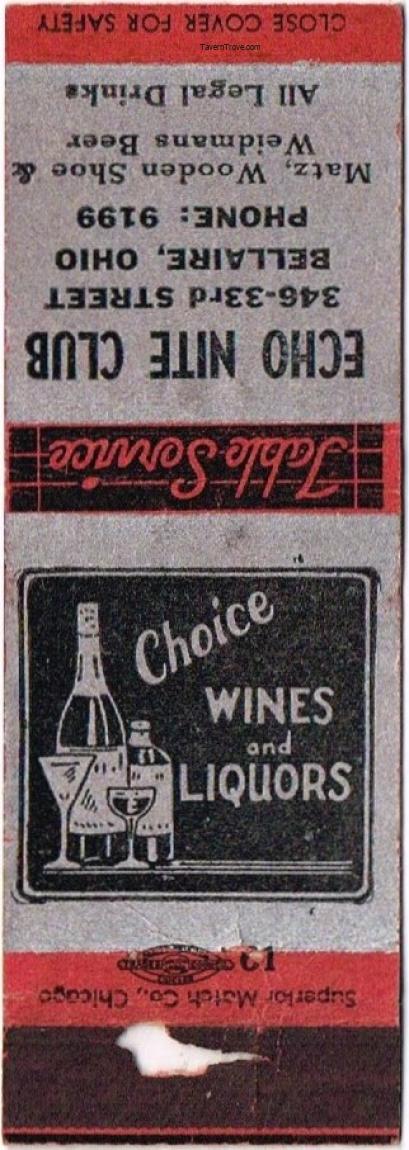 CLOSE COVER FOR SAFETY
TavernTrove.com
All Legal Drinks
Weidmans Beer
Matz, Wooden Shoe &
PHONE: 9199
BELLAIRE, OHIO
346-33rd STREET
ECHO NITE CLUB
Table Service
Choice
WINES
and
LIQUORS
Superior Match Co., Chicago